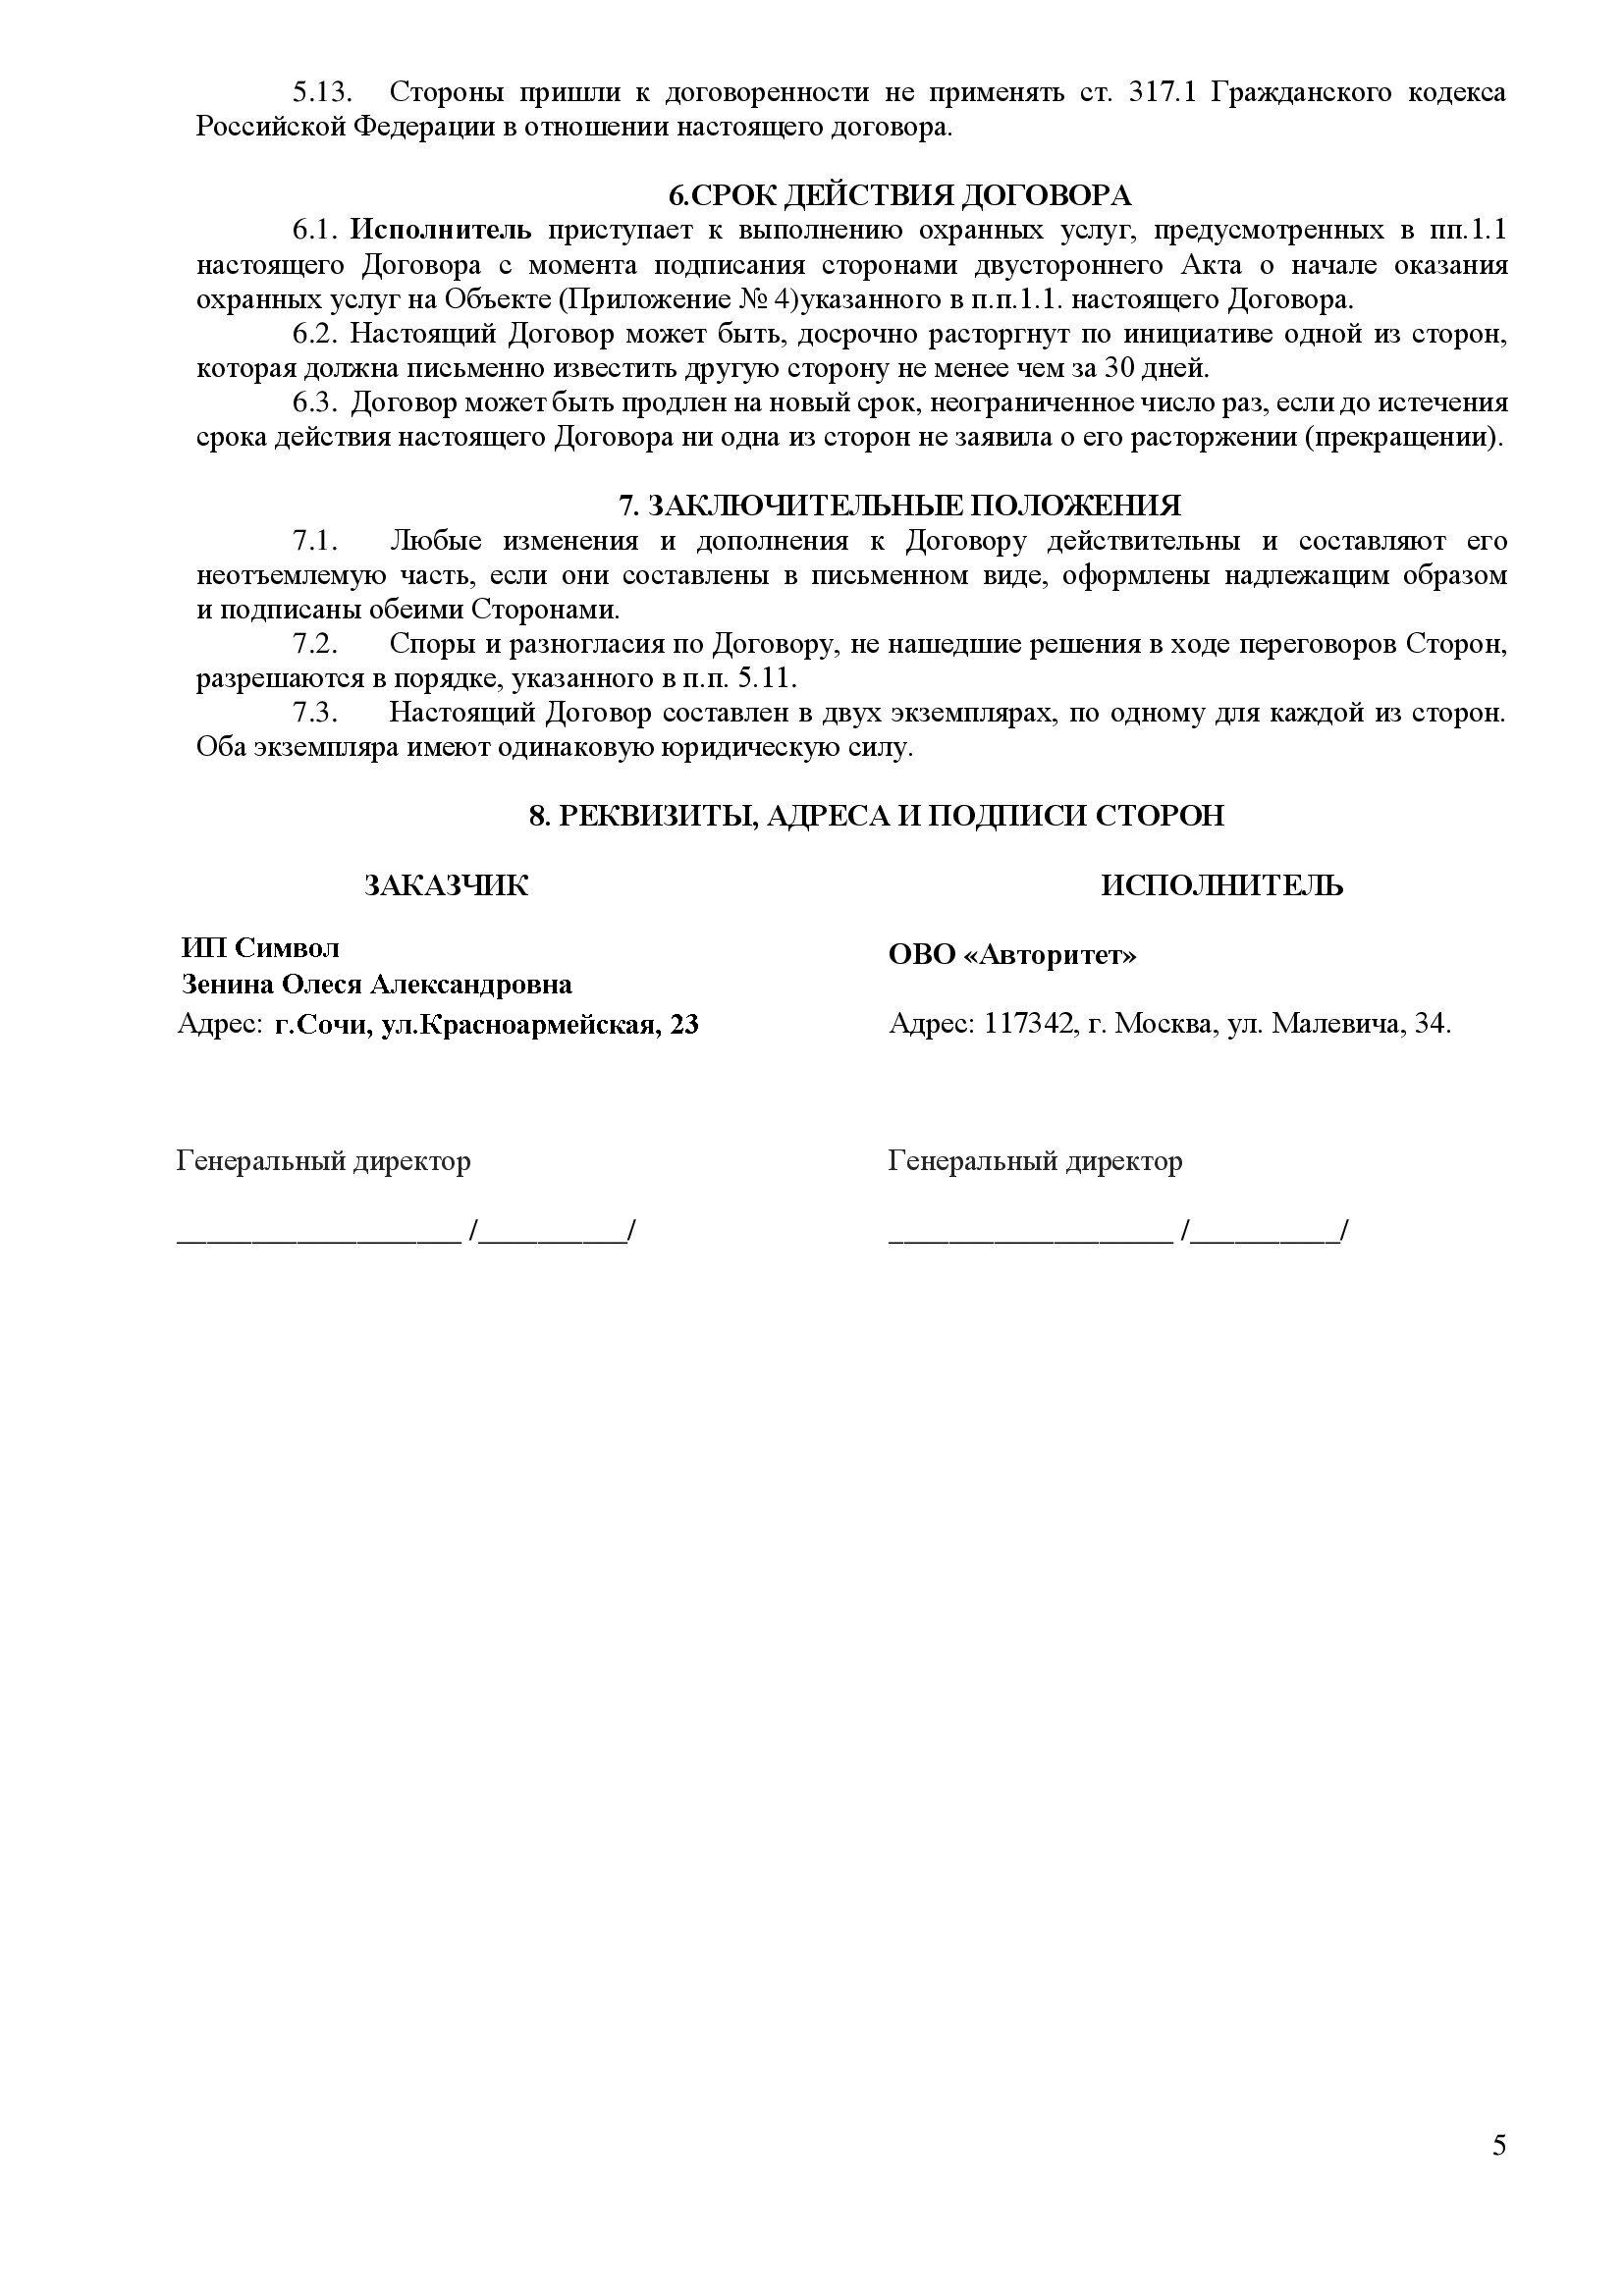 5.13. Стороны пришли к договоренности не применять ст. 317.1 Гражданского кодекса
Российской Федерации в отношении настоящего договора.
6.СРОК ДЕЙСТВИЯ ДОГОВОРА
6.1. Исполнитель приступает к выполнению охранных услуг, предусмотренных в пп.1.1
настоящего Договора с момента подписания сторонами двустороннего Акта о начале оказания
охранных услуг на Объекте (Приложение № 4)указанного в п.п.1.1. настоящего Договора.
6.2. Настоящий Договор может быть, досрочно расторгнут по инициативе одной из сторон,
которая должна письменно известить другую сторону не менее чем за 30 дней.
6.3. Договор может быть продлен на новый срок, неограниченное число раз, если до истечения
срока действия настоящего Договора ни одна из сторон не заявила о его расторжении (прекращении).
7. ЗАКЛЮЧИТЕЛЬНЫЕ ПОЛОЖЕНИЯ
7.1. Любые изменения и дополнения к Договору действительны и составляют его
неотъемлемую часть, если они составлены в письменном виде, оформлены надлежащим образом
и подписаны обеими Сторонами.
7.2. Споры и разногласия по Договору, не нашедшие решения в ходе переговоров Сторон,
разрешаются в порядке, указанного в п.п. 5.11.
7.3. Настоящий Договор составлен в двух экземплярах, по одному для каждой из сторон.
Оба экземпляра имеют одинаковую юридическую силу.
8. РЕКВИЗИТЫ, АДРЕСА И ПОДПИСИ СТОРОН
ЗАКАЗЧИК
ИП Символ
Зенина Олеся Александровна
Адрес: г.Сочи, ул.Красноармейская, 23
Генеральный директор
___________________ /__________/
ИСПОЛНИТЕЛЬ
ОВО «Авторитет»
Адрес: 117342, г. Москва, ул. Малевича, 34.
Генеральный директор
___________________ /__________/
5